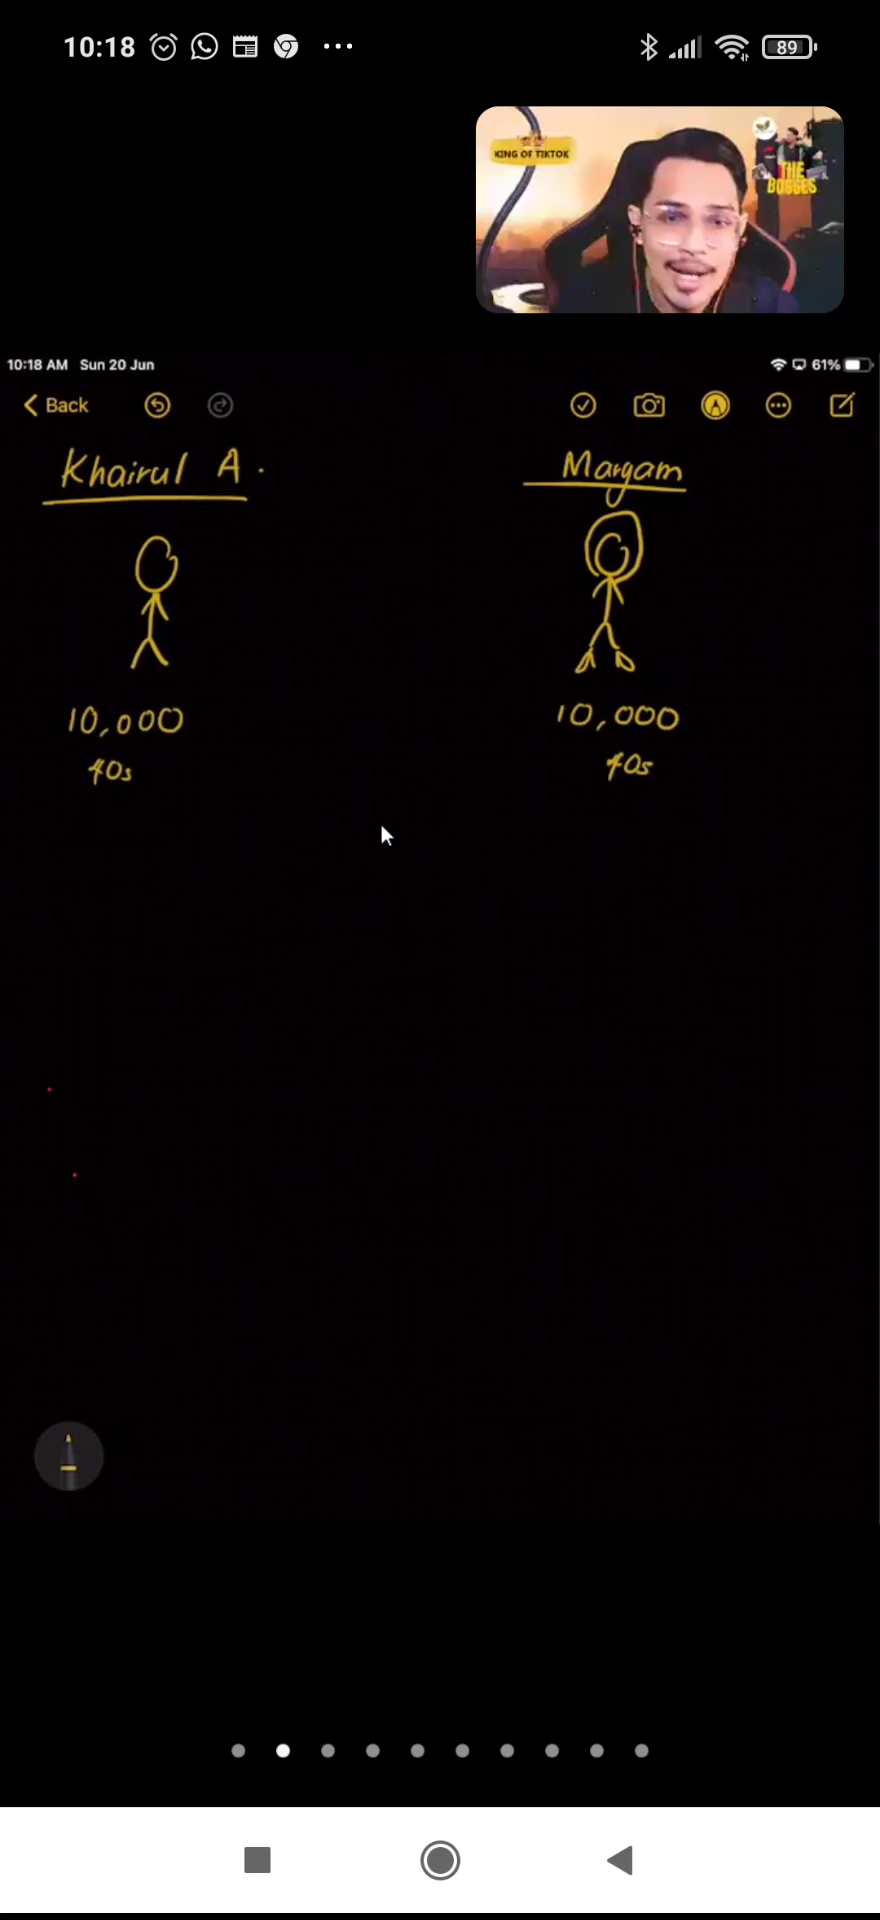 10:18
89
KING OF TIKTOK
THE
BOSSES
10:18 AM Sun 20 Jun
61%
Back
Khairul A.
Maryam
10,000
10,000
40s
40s